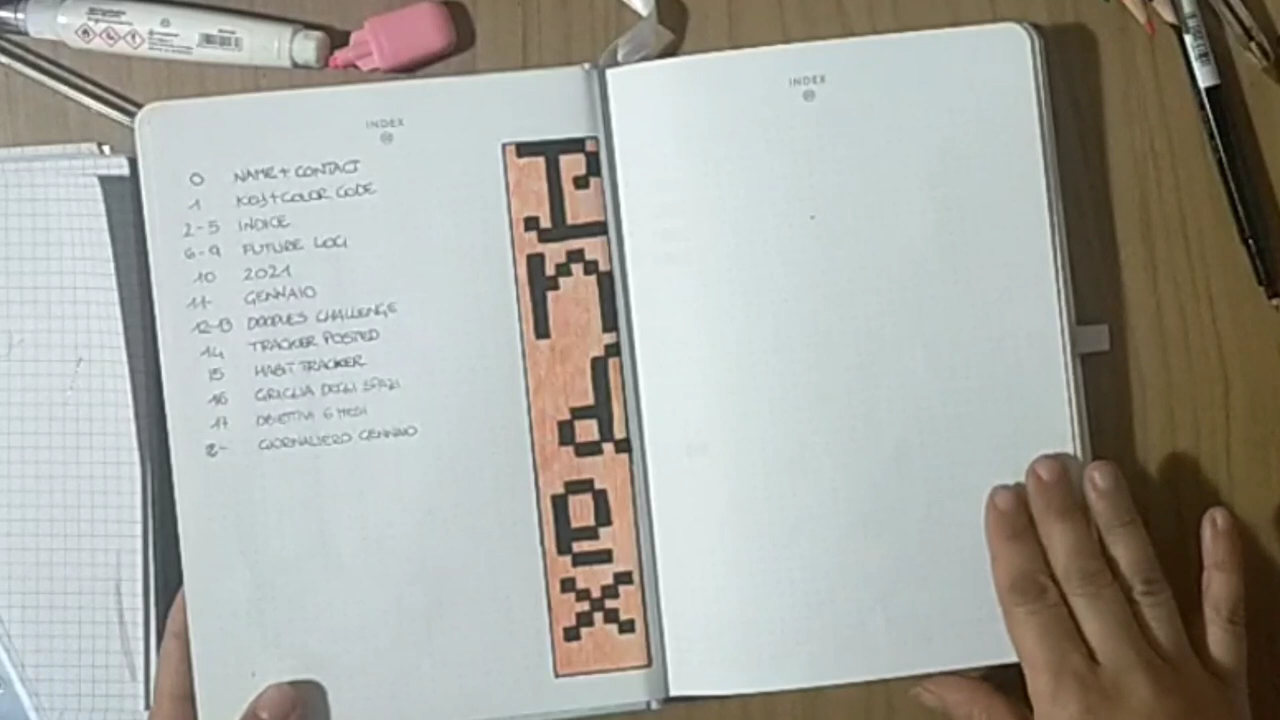 INDEX
0 NAME + CONTACT
1 KEY + COLOR CODE
2-5 INDICE
6-9 FUTURE LOG
10 2021
11 GENNAIO
12-13 DOODLES CHALLENGE
14 TRACKER POSTED
15 HABIT TRACKER
16 GRIGLIA DEGLI SPAZI
17 OBIETTIVI 6 MESI
GIORNALIERO GENNAIO
Index
INDEX